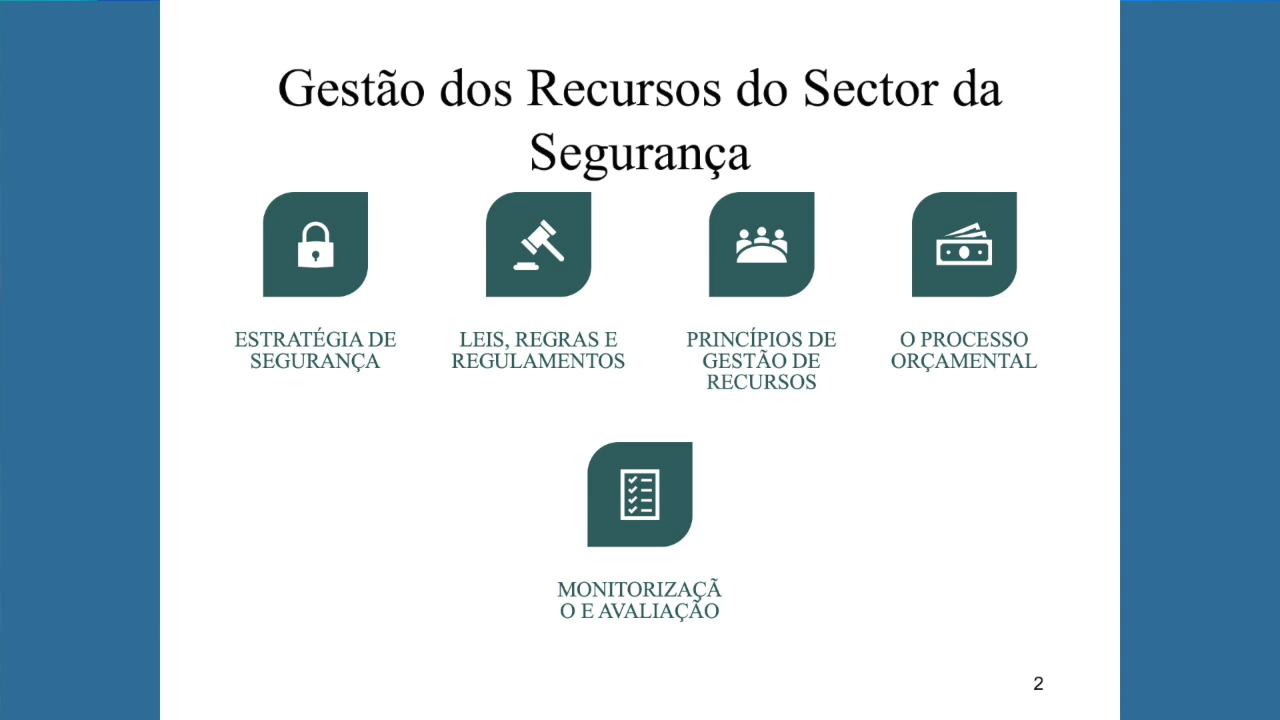 Gestão dos Recursos do Sector da
Segurança
ESTRATÉGIA DE
SEGURANÇA
LEIS, REGRAS E
REGULAMENTOS
PRINCÍPIOS DE
GESTÃO DE
RECURSOS
O PROCESSO
ORÇAMENTAL
MONITORIZAÇÃ
O E AVALIAÇÃO
2